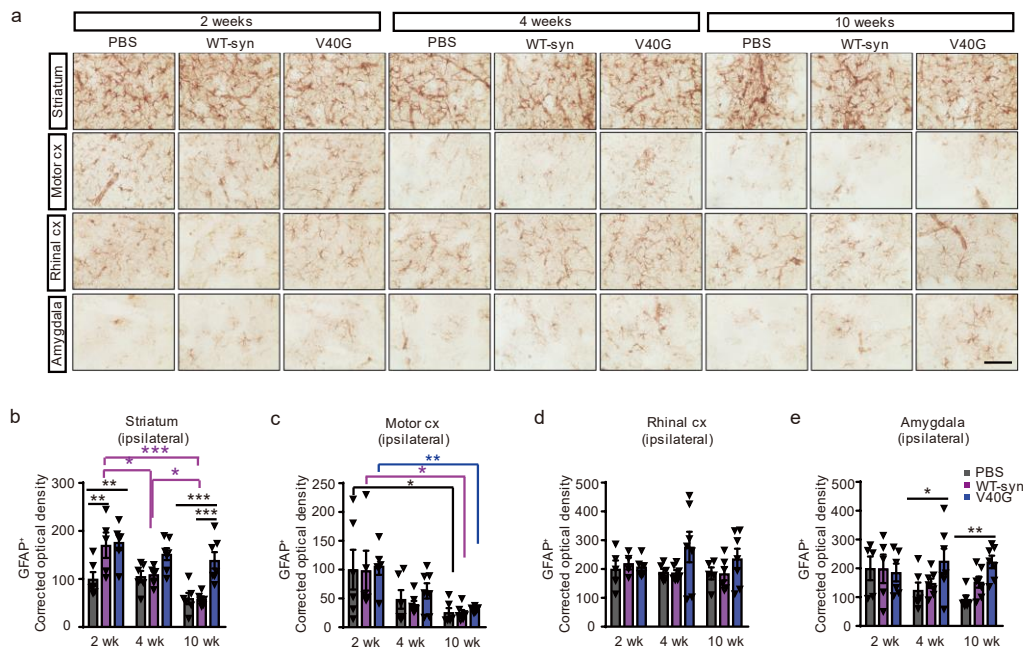 a
2 weeks 4 weeks 10 weeks
PBS WT-syn V40G PBS WT-syn V40G PBS WT-syn V40G
Striatum
Motor cx
Rhinal cx
Amygdala
b
Striatum
(ipsilateral)
***
*
*
**
**
***
***
GFAP⁺
Corrected optical density
300
200
100
0
2 wk 4 wk 10 wk
c
Motor cx
(ipsilateral)
**
*
*
GFAP⁺
Corrected optical density
250
200
150
100
50
0
2 wk 4 wk 10 wk
d
Rhinal cx
(ipsilateral)
GFAP⁺
Corrected optical density
500
400
300
200
100
0
2 wk 4 wk 10 wk
e
Amygdala
(ipsilateral)
PBS
WT-syn
V40G
*
**
GFAP⁺
Corrected optical density
500
400
300
200
100
0
2 wk 4 wk 10 wk